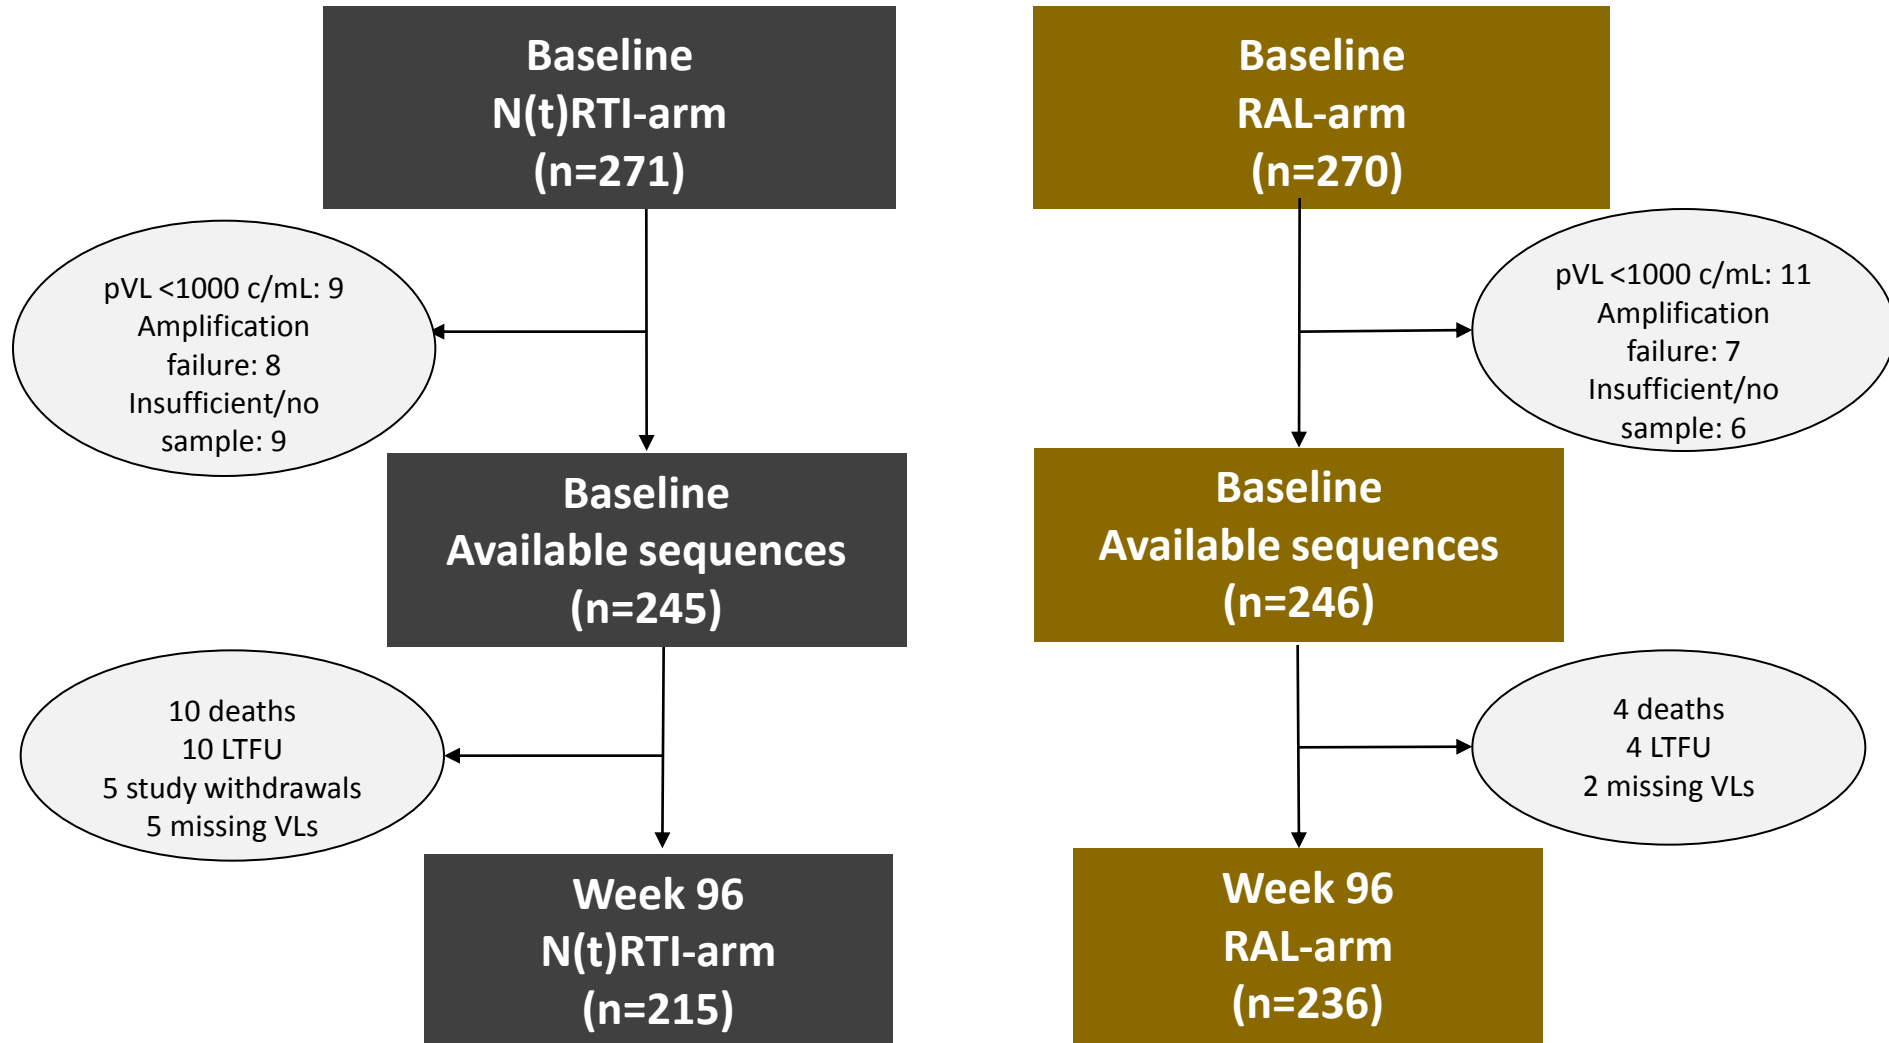 Baseline
N(t)RTI-arm
(n=271)
Baseline
RAL-arm
(n=270)
pVL <1000 c/mL: 9
Amplification
failure: 8
Insufficient/no
sample: 9
pVL <1000 c/mL: 11
Amplification
failure: 7
Insufficient/no
sample: 6
Baseline
Available sequences
(n=245)
Baseline
Available sequences
(n=246)
10 deaths
10 LTFU
5 study withdrawals
5 missing VLs
4 deaths
4 LTFU
2 missing VLs
Week 96
N(t)RTI-arm
(n=215)
Week 96
RAL-arm
(n=236)